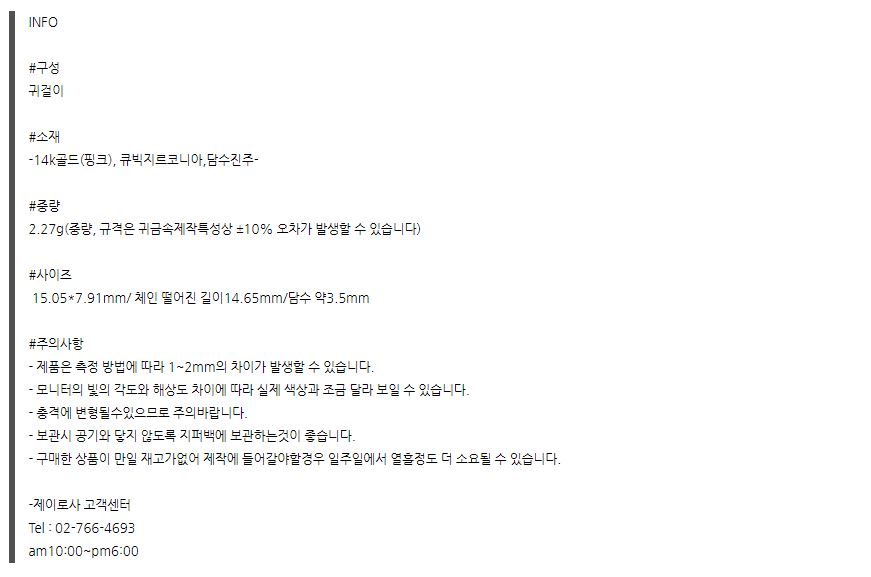 INFO
#구성
귀걸이
#소재
-14k골드(핑크), 큐빅지르코니아,담수진주-
#중량
2.27g(중량, 규격은 귀금속제작특성상 ±10% 오차가 발생할 수 있습니다)
#사이즈
15.05*7.91mm/ 체인 떨어진 길이14.65mm/담수 약3.5mm
#주의사항
- 제품은 측정 방법에 따라 1~2mm의 차이가 발생할 수 있습니다.
- 모니터의 빛의 각도와 해상도 차이에 따라 실제 색상과 조금 달라 보일 수 있습니다.
- 충격에 변형될수있으므로 주의바랍니다.
- 보관시 공기와 닿지 않도록 지퍼백에 보관하는것이 좋습니다.
- 구매한 상품이 만일 재고가없어 제작에 들어갈야할경우 일주일에서 열흘정도 더 소요될 수 있습니다.
-제이로사 고객센터
Tel : 02-766-4693
am10:00~pm6:00